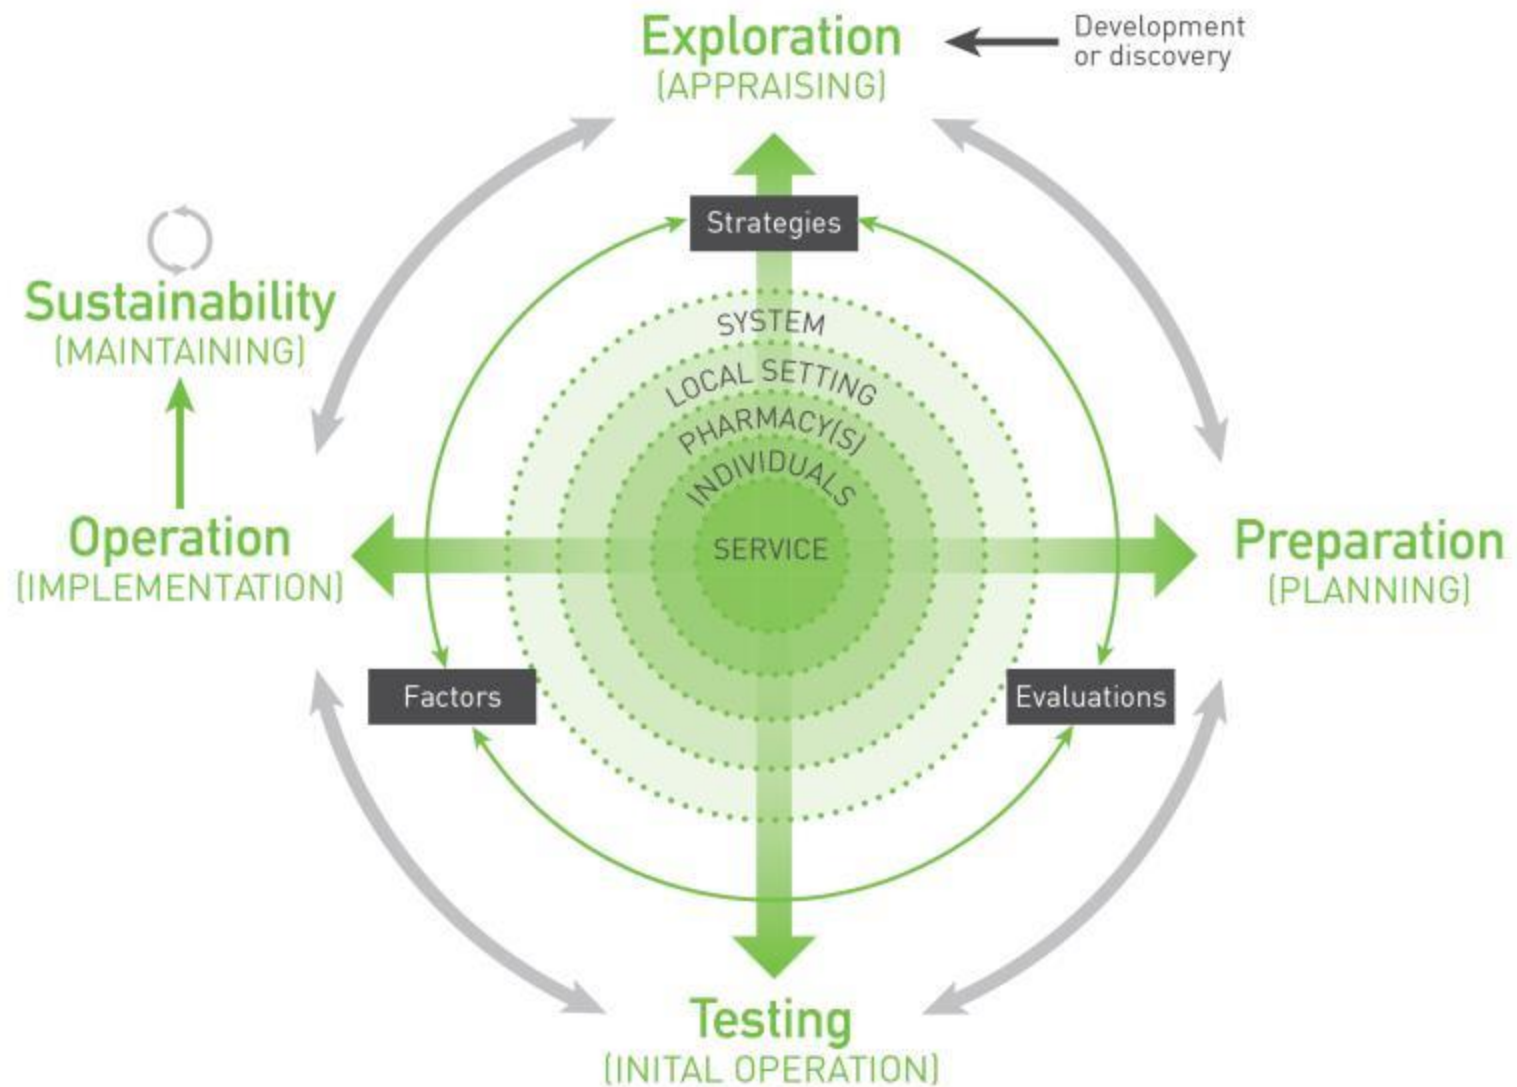 Exploration
(APPRAISING)
Development
or discovery
Strategies
Sustainability
(MAINTAINING)
SYSTEM
LOCAL SETTING
PHARMACY(S)
INDIVIDUALS
SERVICE
Operation
(IMPLEMENTATION)
Preparation
(PLANNING)
Factors
Evaluations
Testing
(INITAL OPERATION)